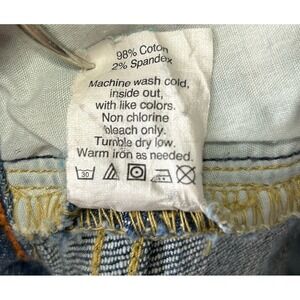 98% Coton
2% Spandex
Machine wash cold,
inside out,
with like colors.
Non chlorine
bleach only.
Tumble dry low.
Warm iron as needed.
30